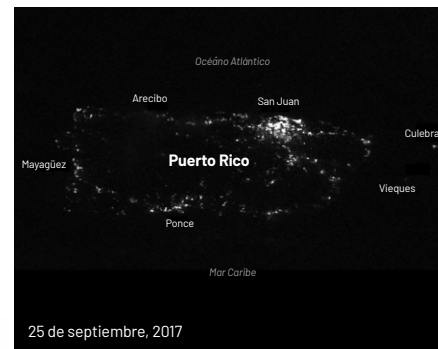 Océano Atlántico
Arecibo
San Juan
Culebra
Mayagüez
Puerto Rico
Vieques
Ponce
Mar Caribe
25 de septiembre, 2017